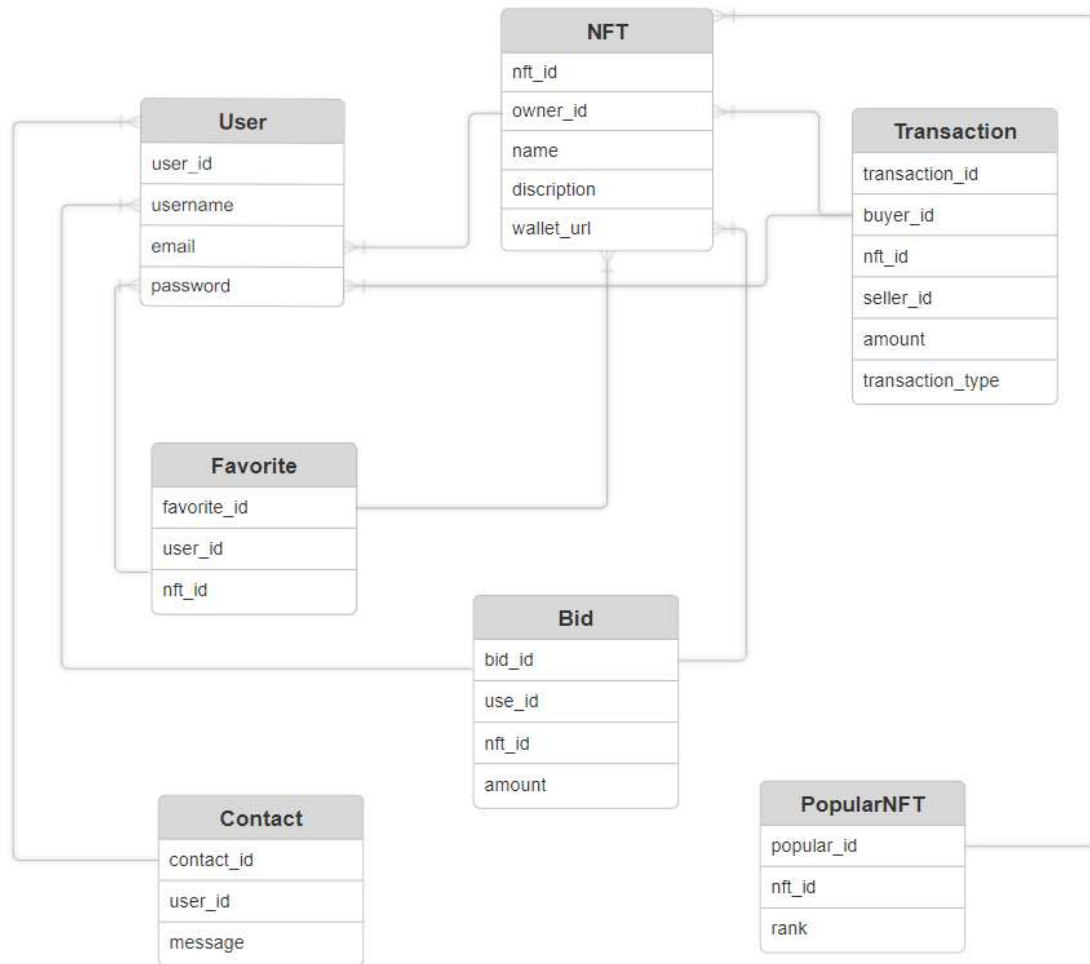 NFT
nft_id
owner_id
name
discription
wallet_url
User
user_id
username
email
password
Transaction
transaction_id
buyer_id
nft_id
seller_id
amount
transaction_type
Favorite
favorite_id
user_id
nft_id
Bid
bid_id
use_id
nft_id
amount
Contact
contact_id
user_id
message
PopularNFT
popular_id
nft_id
rank